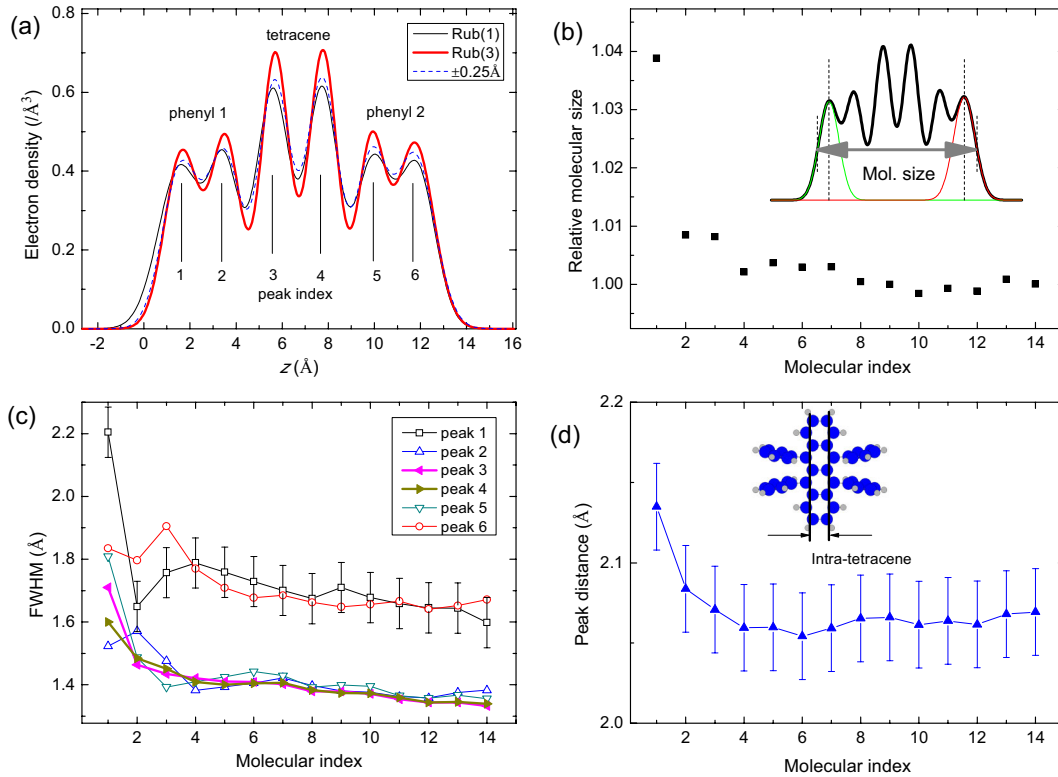 (a)
0.8
0.6
0.4
0.2
0.0
Electron density (/Å³)
tetracene
phenyl 1
phenyl 2
Rub(1)
Rub(3)
±0.25Å
1 2 3 4 5 6
peak index
-2 0 2 4 6 8 10 12 14 16
z (Å)
(b)
1.04
1.03
1.02
1.01
1.00
Relative molecular size
Mol. size
2 4 6 8 10 12 14
Molecular index
(c)
2.2
2.0
1.8
1.6
1.4
FWHM (Å)
peak 1
peak 2
peak 3
peak 4
peak 5
peak 6
0 2 4 6 8 10 12 14
Molecular index
(d)
2.2
2.1
2.0
Peak distance (Å)
Intra-tetracene
2 4 6 8 10 12 14
Molecular index